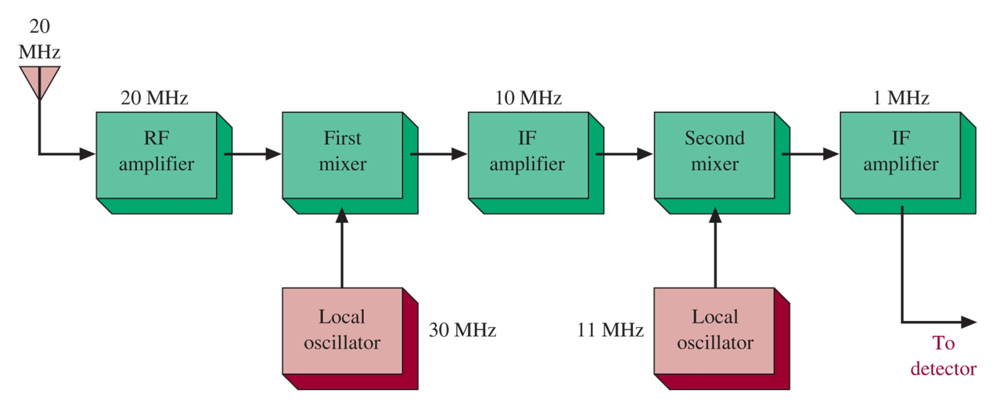 20
MHz
20 MHz
RF
amplifier
First
mixer
10 MHz
IF
amplifier
Second
mixer
1 MHz
IF
amplifier
Local
oscillator
30 MHz
11 MHz
Local
oscillator
To
detector